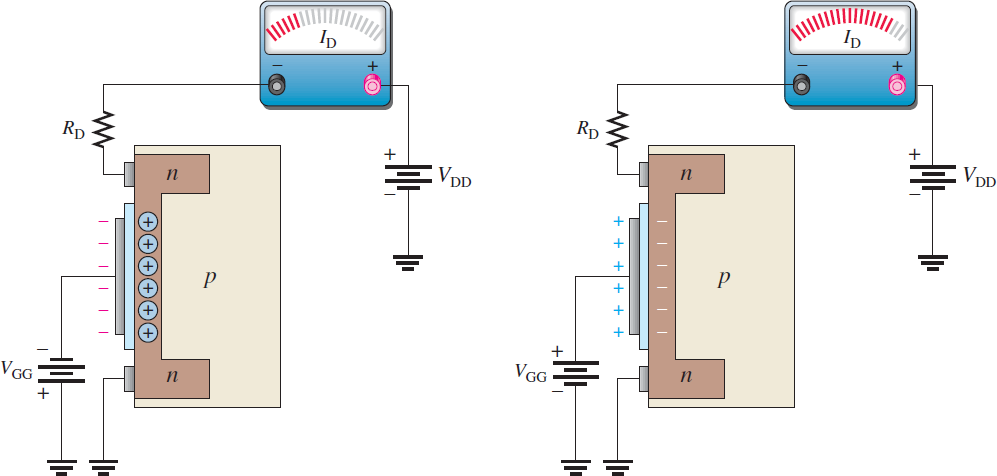 I_D
− +
R_D
n
+
V_DD
−
− +
− +
− +
p
− +
− +
− +
−
V_GG
+
n
I_D
− +
R_D
n
+
V_DD
−
+ −
+ −
+ −
p
+ −
+ −
+ −
+
V_GG
−
n